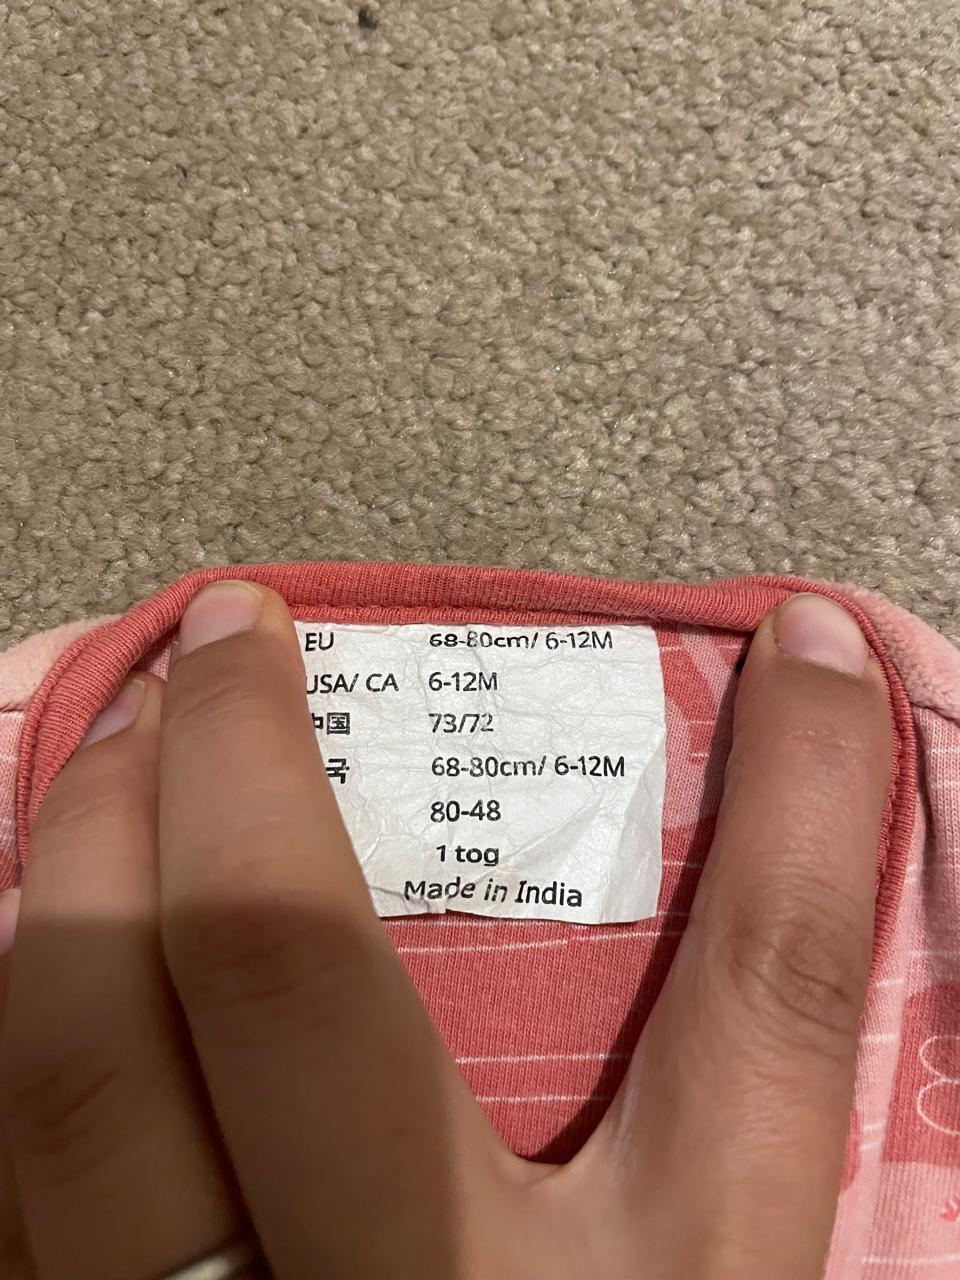 EU 68-80cm/ 6-12M
USA/ CA 6-12M
中国 73/72
국 68-80cm/ 6-12M
80-48
1 tog
Made in India